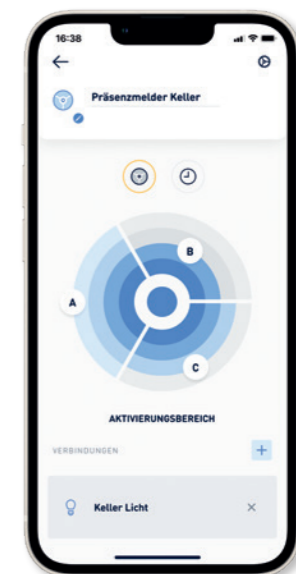 16:38
Präsenzmelder Keller
B
A
C
AKTIVIERUNGSBEREICH
VERBINDUNGEN
Keller Licht